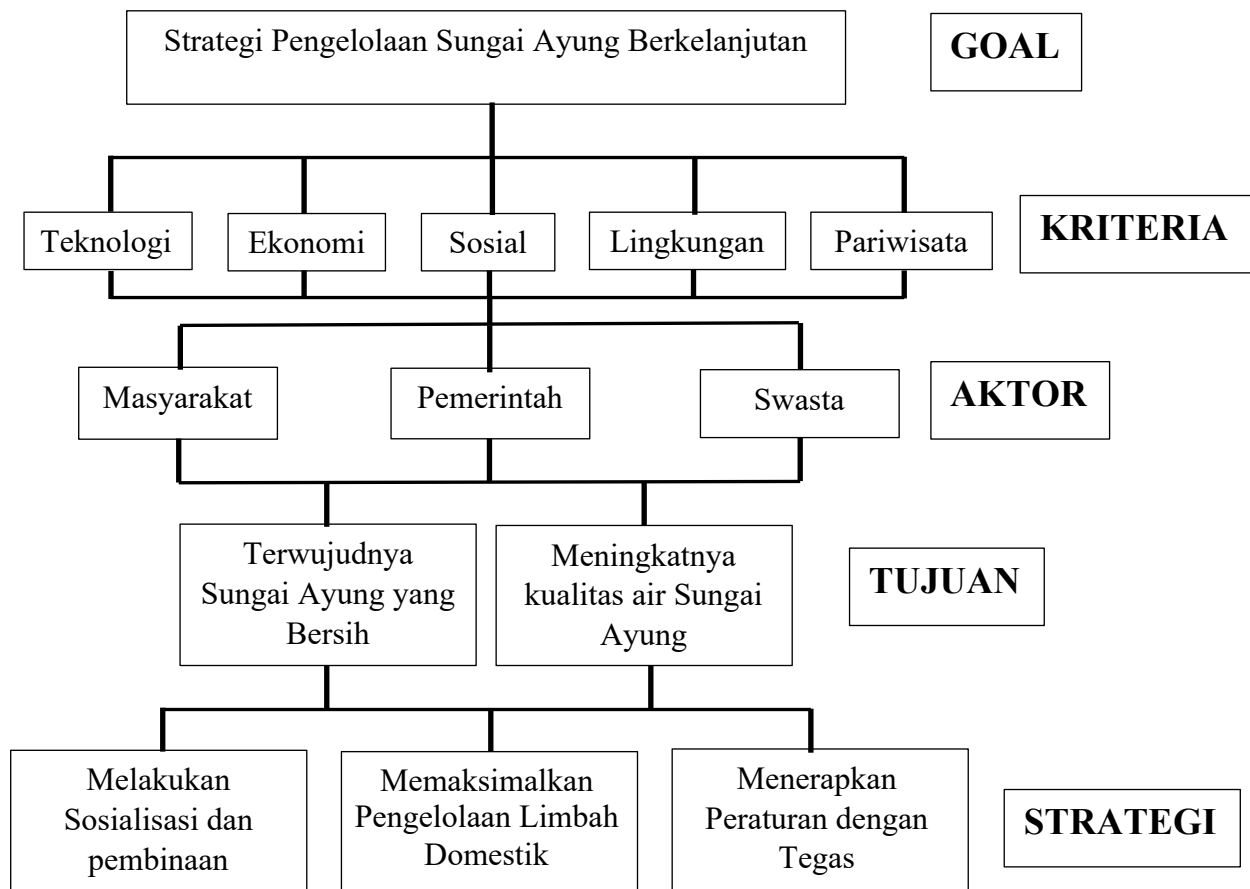 Strategi Pengelolaan Sungai Ayung Berkelanjutan
GOAL
Teknologi
Ekonomi
Sosial
Lingkungan
Pariwisata
KRITERIA
Masyarakat
Pemerintah
Swasta
AKTOR
Terwujudnya
Sungai Ayung yang
Bersih
Meningkatnya
kualitas air Sungai
Ayung
TUJUAN
Melakukan
Sosialisasi dan
pembinaan
Memaksimalkan
Pengelolaan Limbah
Domestik
Menerapkan
Peraturan dengan
Tegas
STRATEGI